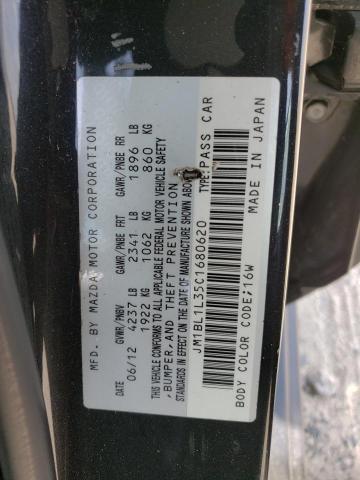 MFD. BY MAZDA MOTOR CORPORATION
DATE GVWR/PNBV GAWR/PNBE FRT GAWR/PNBE RR
06/12 4237 LB 2341 LB 1896 LB
1922 KG 1062 KG 860 KG
THIS VEHICLE CONFORMS TO ALL APPLICABLE FEDERAL MOTOR VEHICLE SAFETY
,BUMPER,AND THEFT PREVENTION
STANDARDS IN EFFECT ON THE DATE OF MANUFACTURE SHOWN ABOVE
JM1BL1L35C1680620 TYPE:PASS CAR
BODY COLOR CODE:16W MADE IN JAPAN